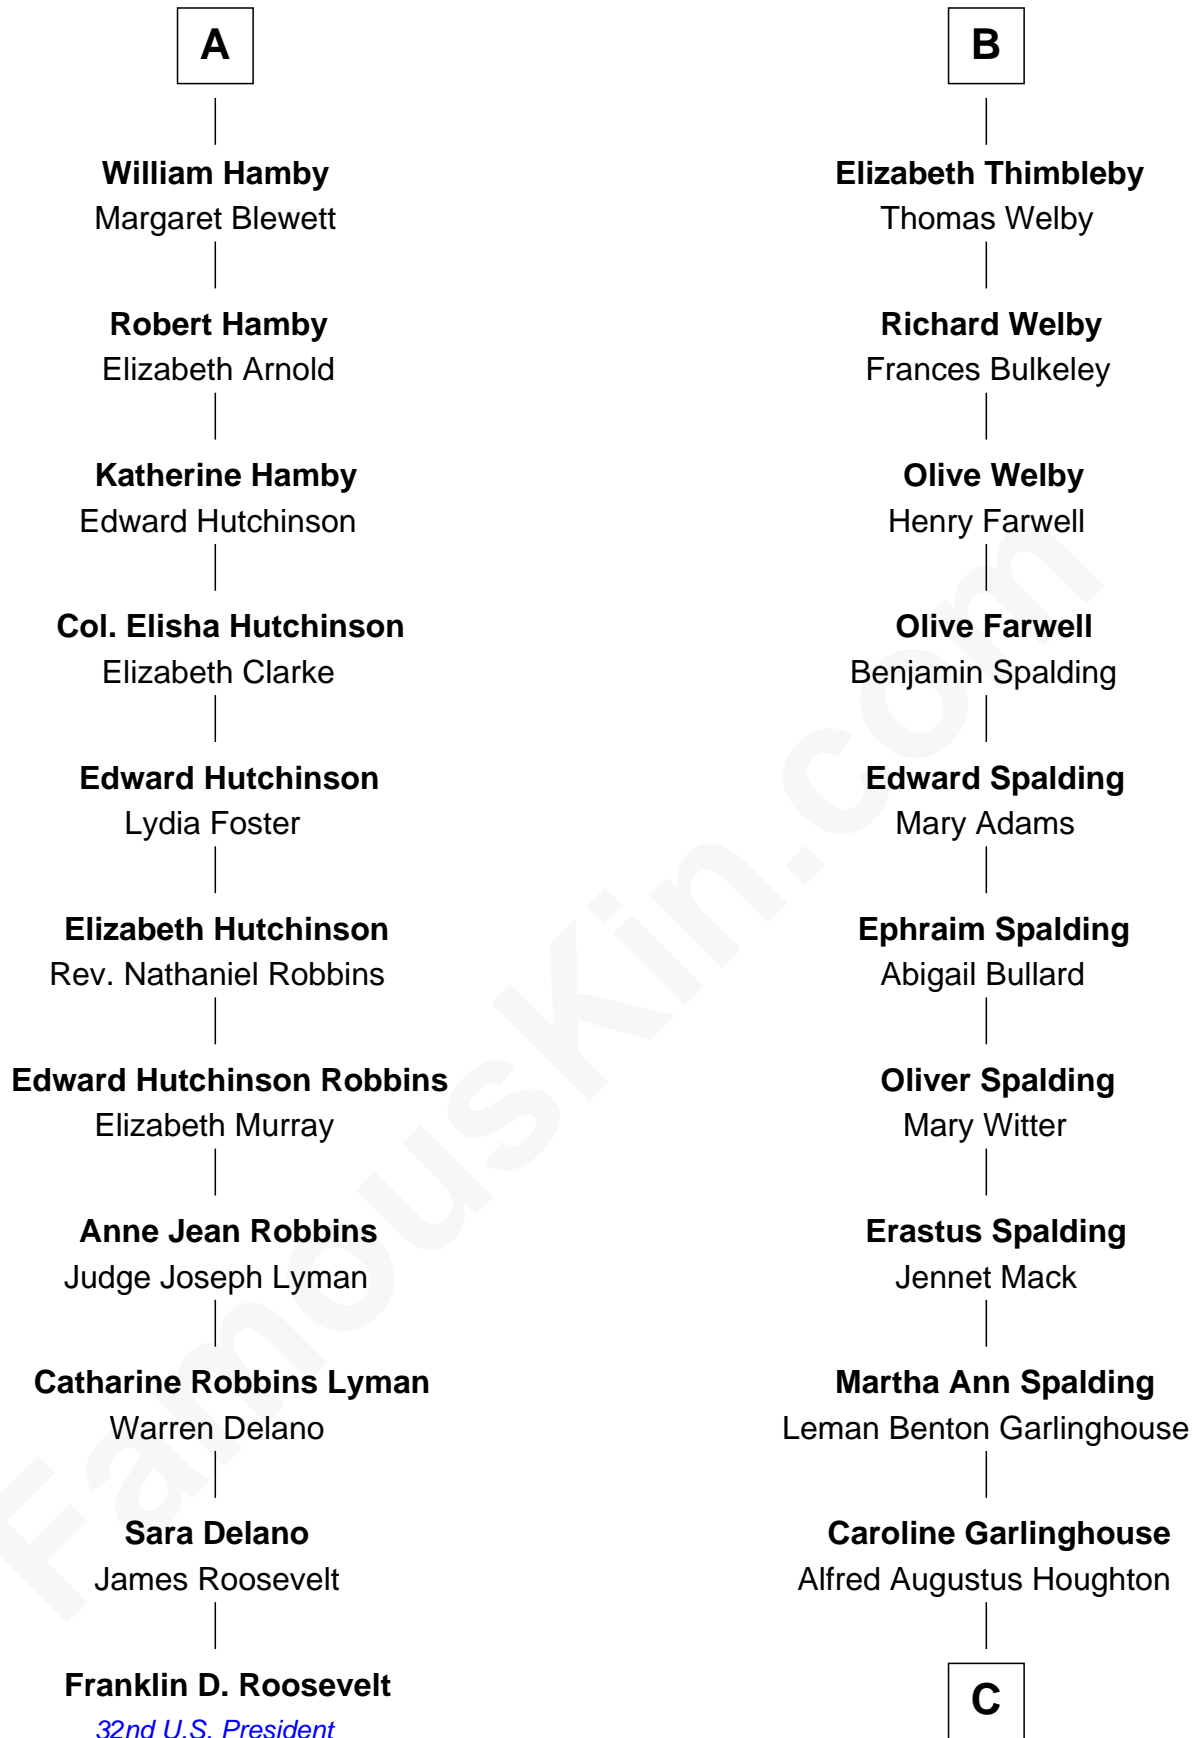 A
William Hamby
Margaret Blewett
Robert Hamby
Elizabeth Arnold
Katherine Hamby
Edward Hutchinson
Col. Elisha Hutchinson
Elizabeth Clarke
Edward Hutchinson
Lydia Foster
Elizabeth Hutchinson
Rev. Nathaniel Robbins
Edward Hutchinson Robbins
Elizabeth Murray
Anne Jean Robbins
Judge Joseph Lyman
Catharine Robbins Lyman
Warren Delano
Sara Delano
James Roosevelt
Franklin D. Roosevelt
32nd U.S. President
B
Elizabeth Thimbleby
Thomas Welby
Richard Welby
Frances Bulkeley
Olive Welby
Henry Farwell
Olive Farwell
Benjamin Spalding
Edward Spalding
Mary Adams
Ephraim Spalding
Abigail Bullard
Oliver Spalding
Mary Witter
Erastus Spalding
Jennet Mack
Martha Ann Spalding
Leman Benton Garlinghouse
Caroline Garlinghouse
Alfred Augustus Houghton
C
FamousKin.com